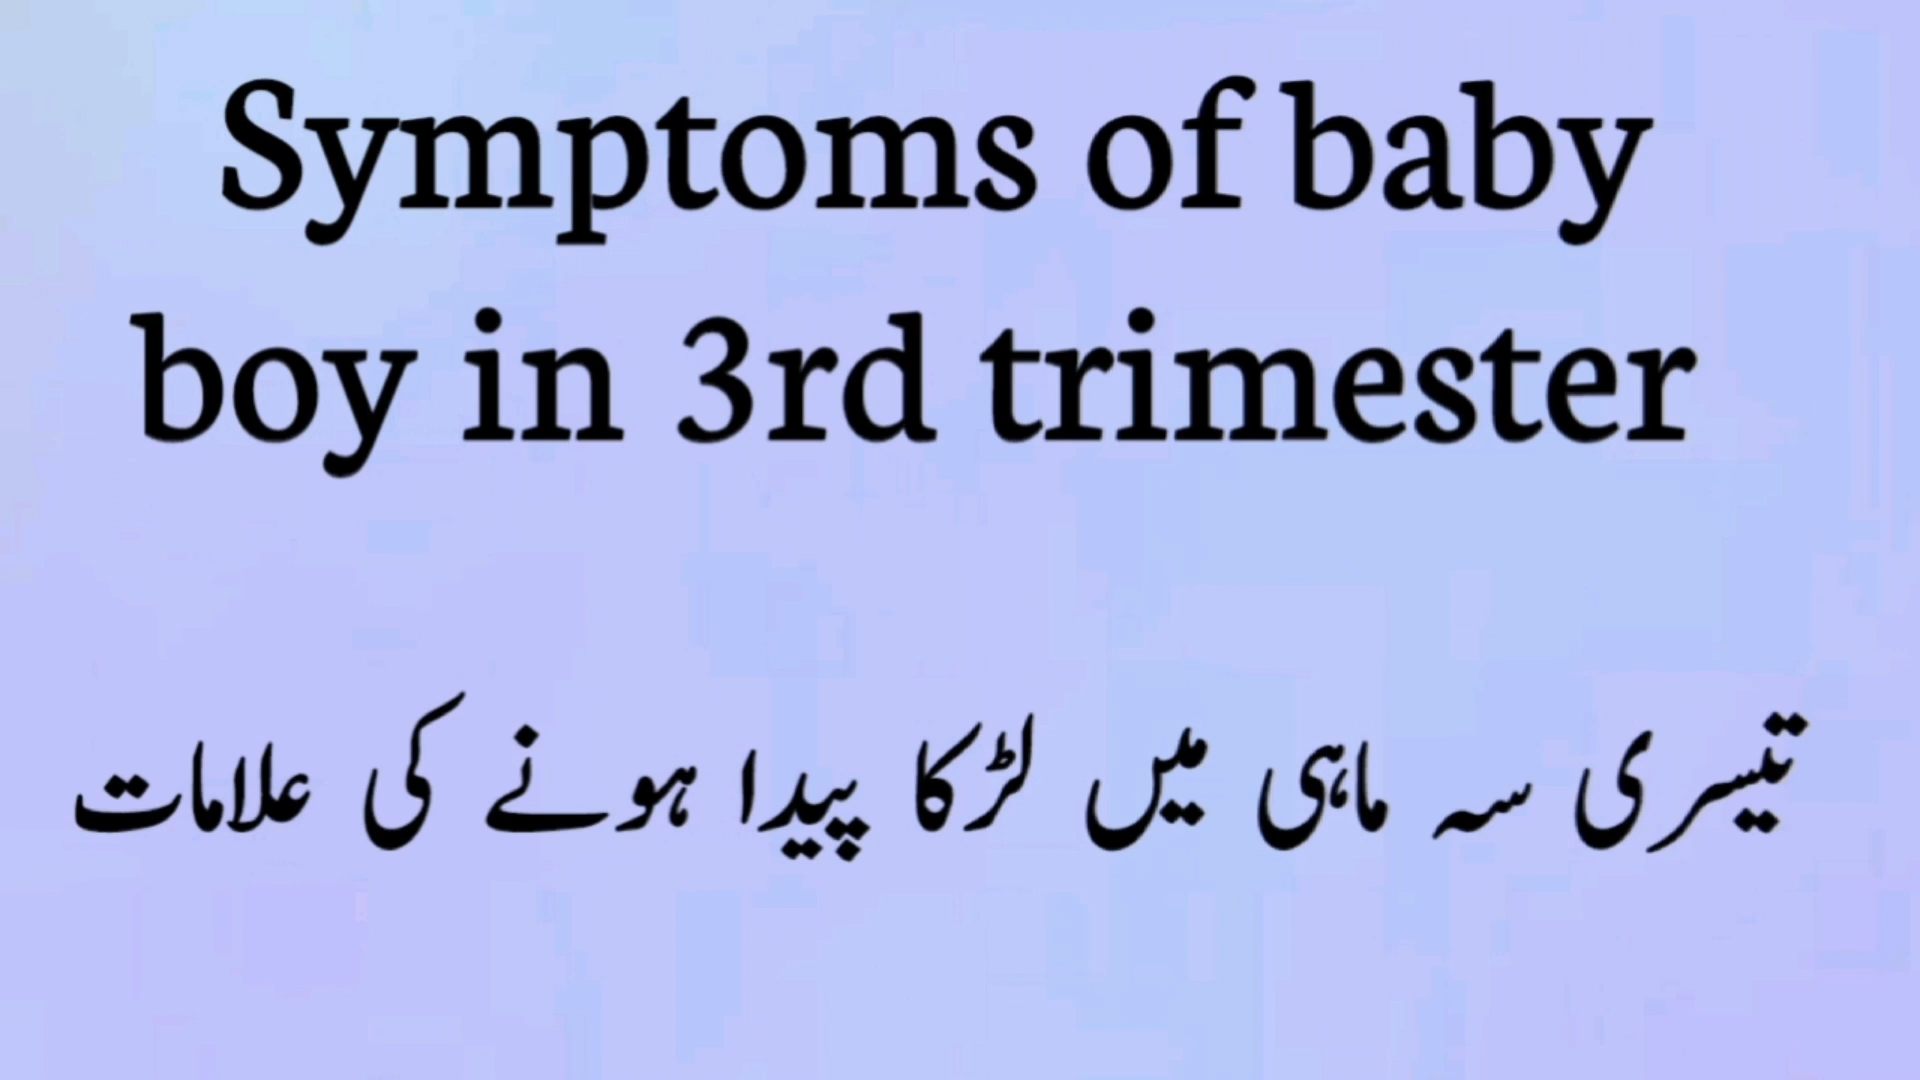 Symptoms of baby
boy in 3rd trimester
تیسری سہ ماہی میں لڑکا پیدا ہونے کی علامات